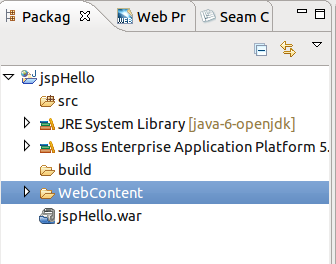 Packag Web Pr Seam C
jspHello
src
JRE System Library [java-6-openjdk]
JBoss Enterprise Application Platform 5.
build
WebContent
jspHello.war